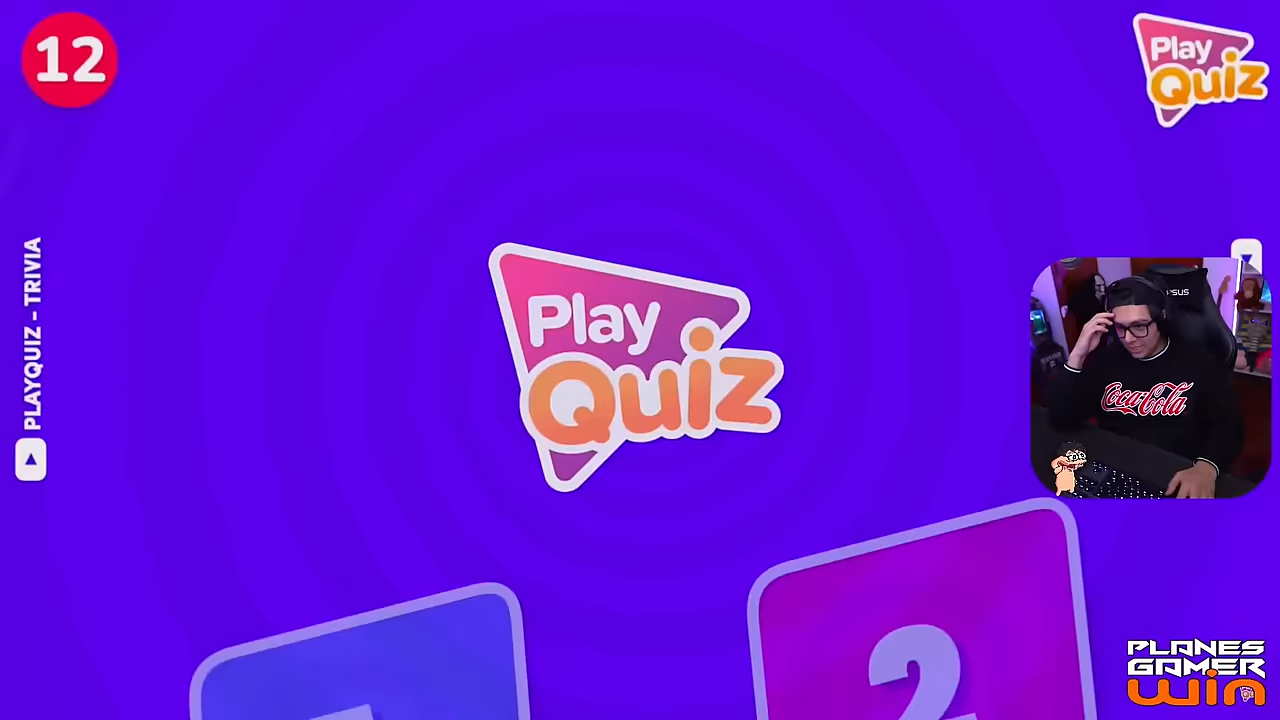 12
Play
Quiz
PLAYQUIZ - TRIVIA
Play
Quiz
Coca-Cola
2
PLANES
GAMER
WIN